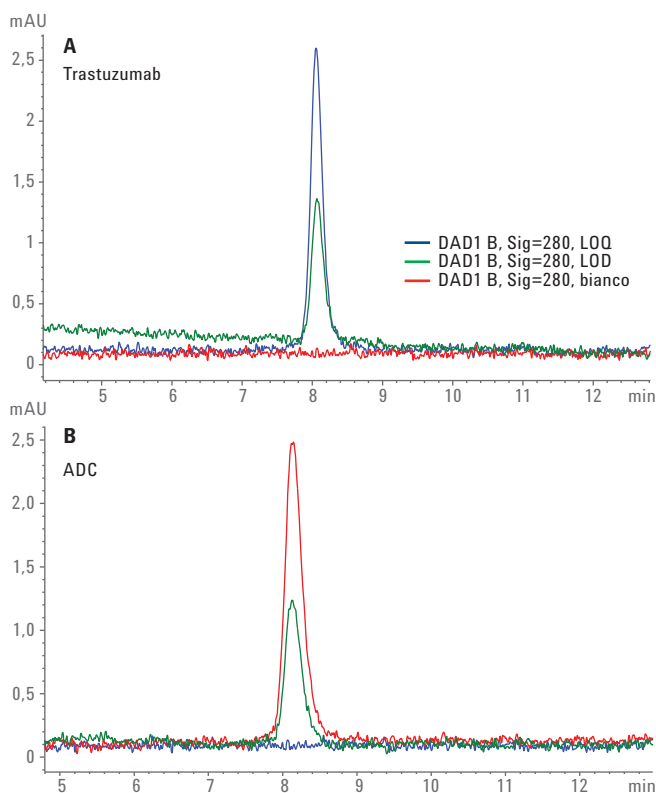 mAU
A
2,5
Trastuzumab
2
1,5
1
DAD1 B, Sig=280, LOQ
DAD1 B, Sig=280, LOD
DAD1 B, Sig=280, bianco
0,5
0
5 6 7 8 9 10 11 12 min
mAU
B
2,5
ADC
2,0
1,5
1,0
0,5
0
5 6 7 8 9 10 11 12 min